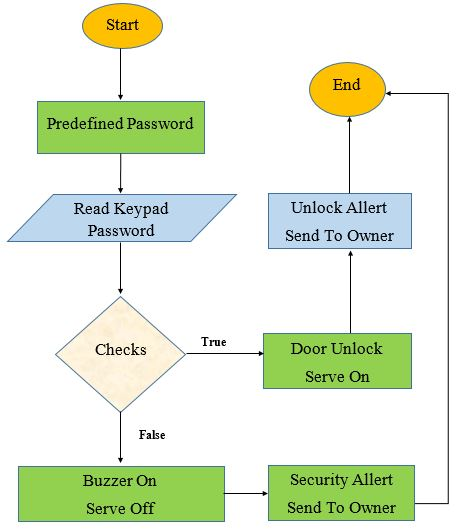 Start
End
Predefined Password
Read Keypad
Password
Unlock Allert
Send To Owner
Checks
True
Door Unlock
Serve On
False
Buzzer On
Serve Off
Security Allert
Send To Owner